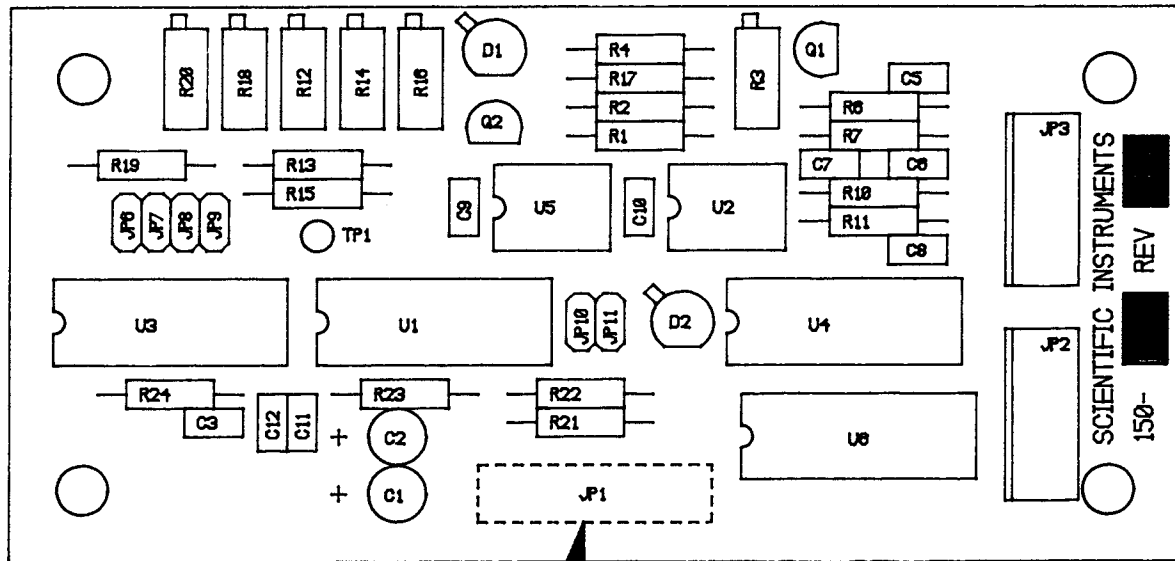 R20
R18
R12
R14
R16
D1
R4
R17
R2
R1
R3
Q1
C5
Q2
R6
R7
JP3
R19
R13
R15
C7
C6
R10
R11
C8
JP6
JP7
JP8
JP9
TP1
C9
U5
C10
U2
U3
U1
JP10
JP11
D2
U4
JP2
R24
C3
C12
C11
R23
R22
R21
+
C2
+
C1
JP1
U6
SCIENTIFIC INSTRUMENTS
150-
REV